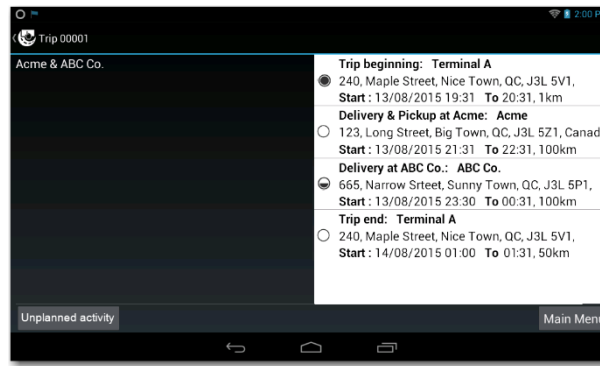 2:00 P
Trip 00001
Acme & ABC Co.
Trip beginning: Terminal A
240, Maple Street, Nice Town, QC, J3L 5V1,
Start : 13/08/2015 19:31 To 20:31, 1km
Delivery & Pickup at Acme: Acme
123, Long Street, Big Town, QC, J3L 5Z1, Canad
Start : 13/08/2015 21:31 To 22:31, 100km
Delivery at ABC Co.: ABC Co.
665, Narrow Srteet, Sunny Town, QC, J3L 5P1,
Start : 13/08/2015 23:30 To 00:31, 100km
Trip end: Terminal A
240, Maple Street, Nice Town, QC, J3L 5V1,
Start : 14/08/2015 01:00 To 01:31, 50km
Unplanned activity
Main Menu